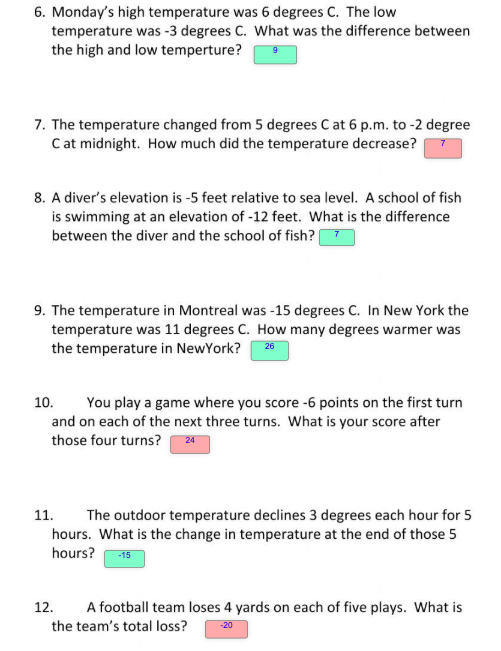 6. Monday's high temperature was 6 degrees C.  The low
temperature was -3 degrees C.  What was the difference between
the high and low temperture? 9
7. The temperature changed from 5 degrees C at 6 p.m. to -2 degree
C at midnight.  How much did the temperature decrease? 7
8. A diver's elevation is -5 feet relative to sea level.  A school of fish
is swimming at an elevation of -12 feet.  What is the difference
between the diver and the school of fish? 7
9. The temperature in Montreal was -15 degrees C.  In New York the
temperature was 11 degrees C.  How many degrees warmer was
the temperature in NewYork? 26
10. You play a game where you score -6 points on the first turn
and on each of the next three turns.  What is your score after
those four turns? 24
11. The outdoor temperature declines 3 degrees each hour for 5
hours.  What is the change in temperature at the end of those 5
hours? -15
12. A football team loses 4 yards on each of five plays.  What is
the team's total loss? -20